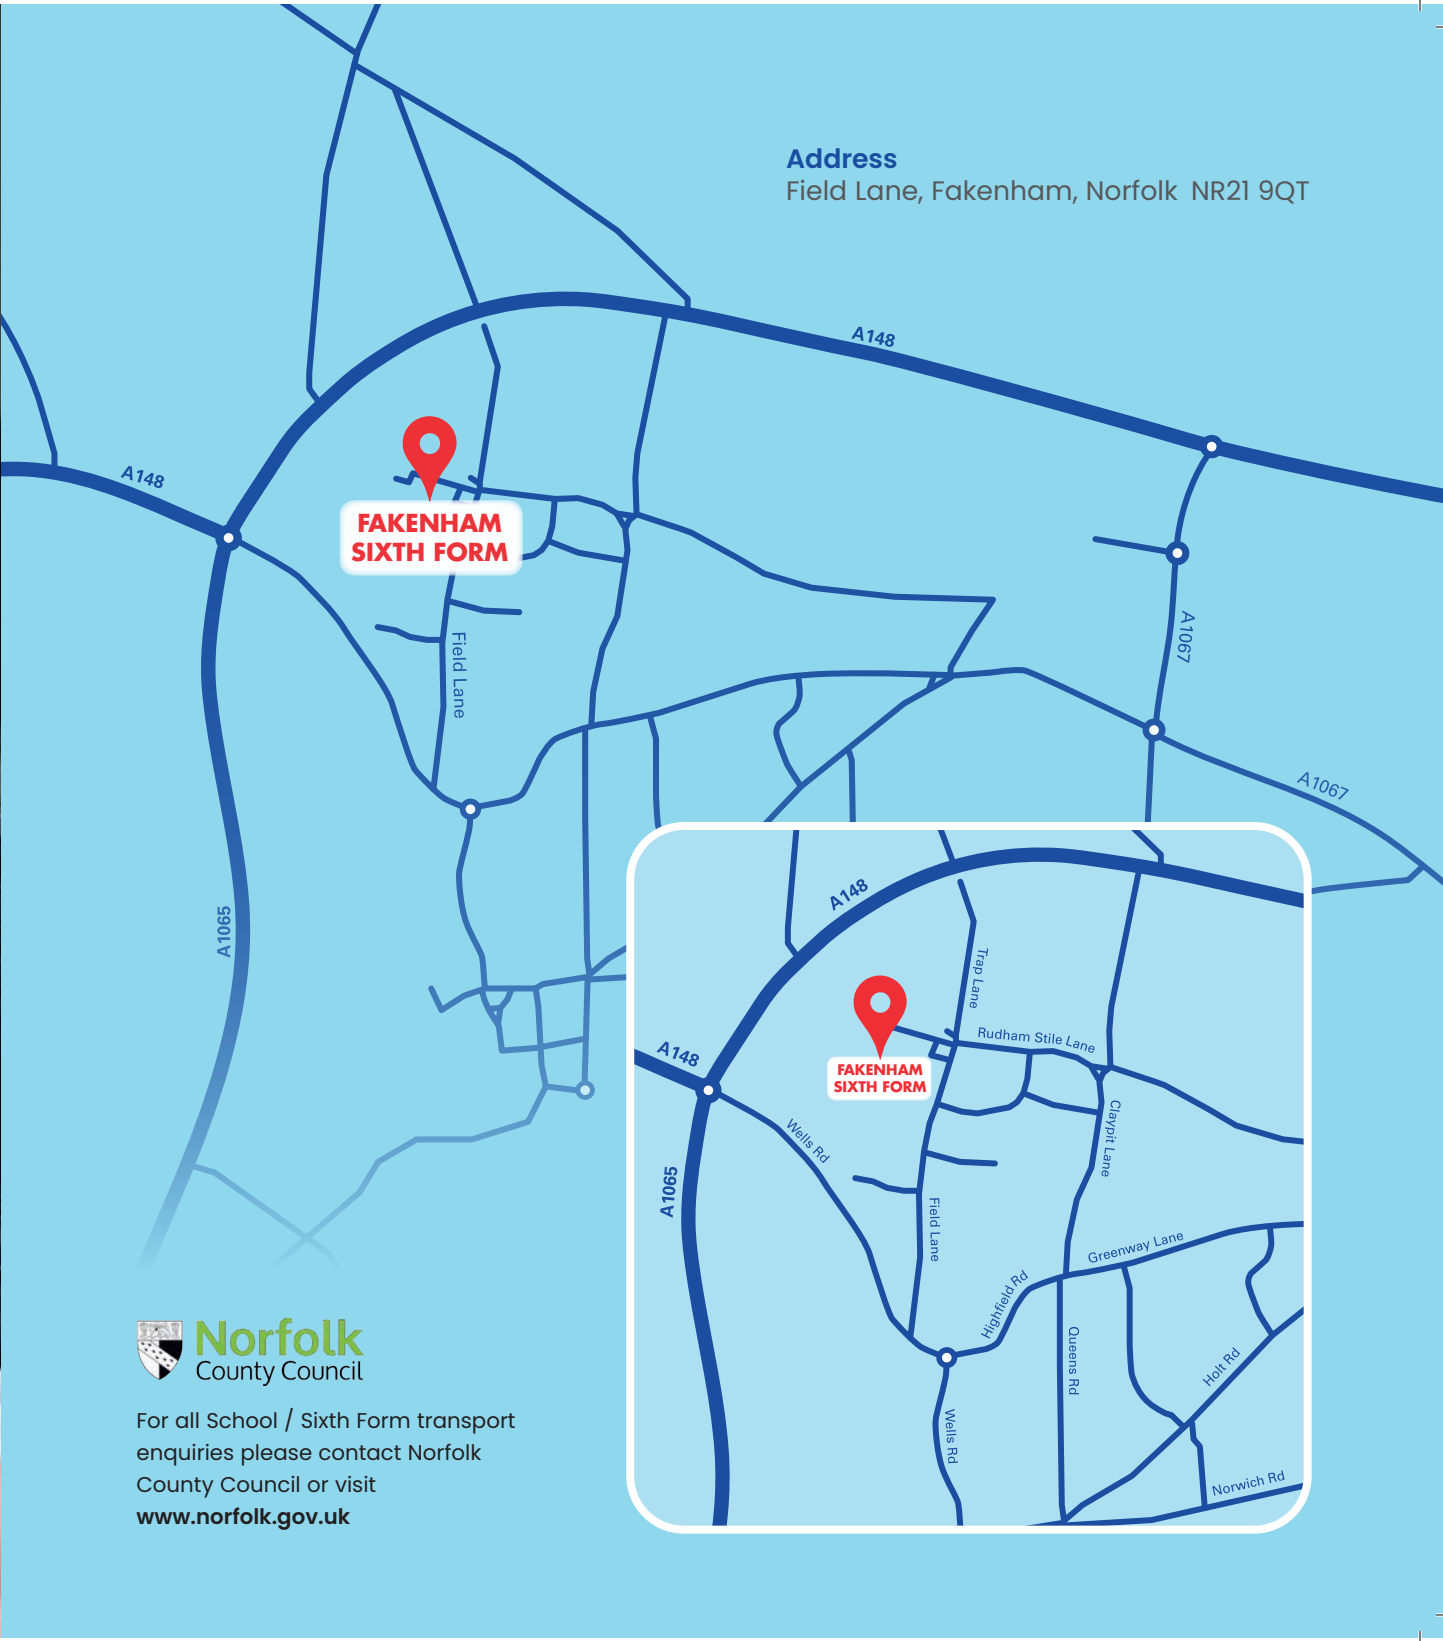 Address
Field Lane, Fakenham, Norfolk NR21 9QT
A148
A148
FAKENHAM
SIXTH FORM
Field Lane
A1067
A1067
A1065
A148
Trap Lane
Rudham Stile Lane
A148
FAKENHAM
SIXTH FORM
Wells Rd
Claypit Lane
A1065
Field Lane
Greenway Lane
Highfield Rd
Queens Rd
Holt Rd
Wells Rd
Norwich Rd
Norfolk
County Council
For all School / Sixth Form transport
enquiries please contact Norfolk
County Council or visit
www.norfolk.gov.uk